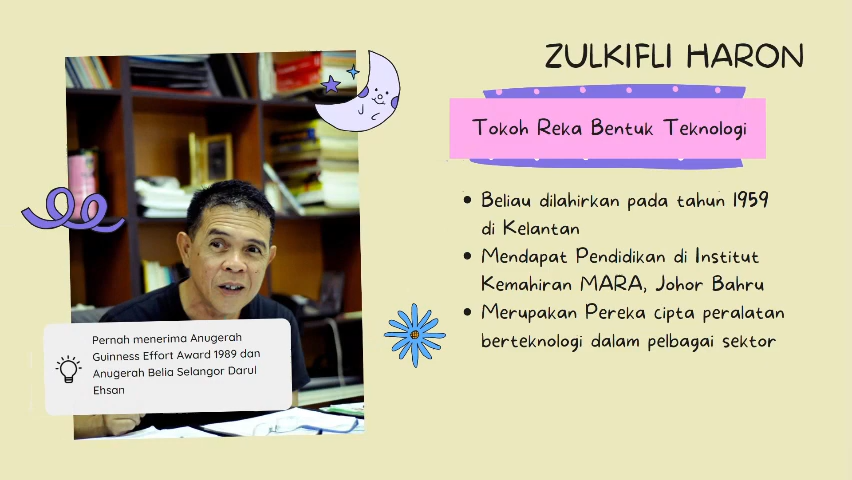 ZULKIFLI HARON
Tokoh Reka Bentuk Teknologi
• Beliau dilahirkan pada tahun 1959
di Kelantan
• Mendapat Pendidikan di Institut
Kemahiran MARA, Johor Bahru
• Merupakan Pereka cipta peralatan
berteknologi dalam pelbagai sektor
Pernah menerima Anugerah
Guinness Effort Award 1989 dan
Anugerah Belia Selangor Darul
Ehsan